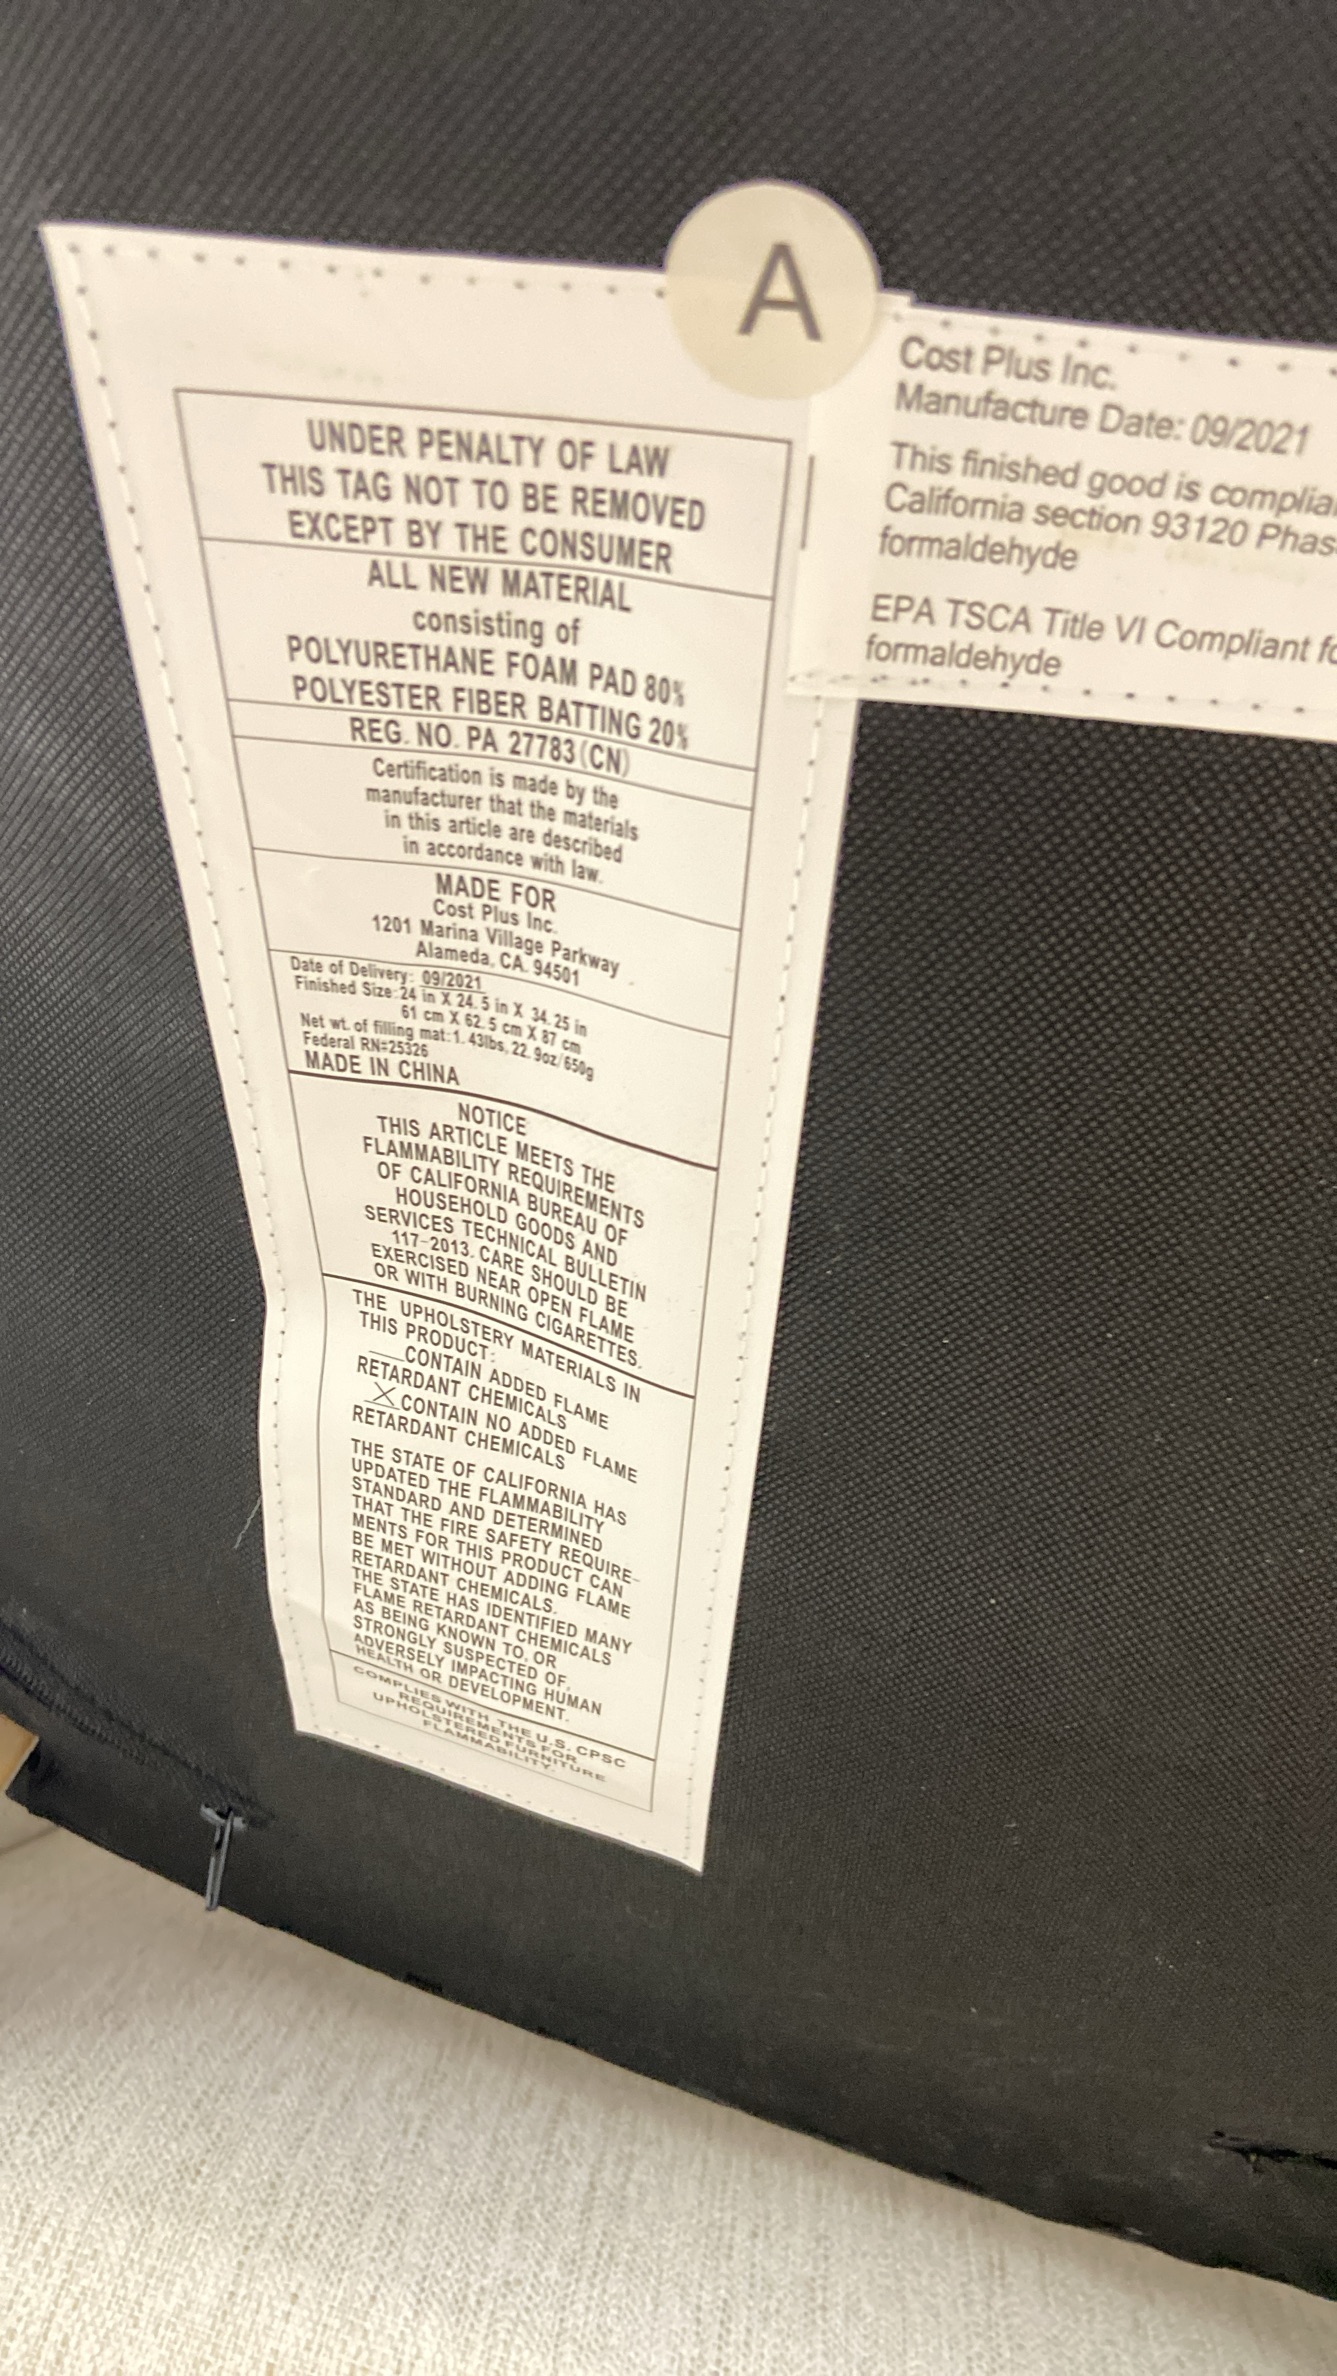 A
UNDER PENALTY OF LAW
THIS TAG NOT TO BE REMOVED
EXCEPT BY THE CONSUMER
ALL NEW MATERIAL
consisting of
POLYURETHANE FOAM PAD 80%
POLYESTER FIBER BATTING 20%
REG. NO. PA 27783(CN)
Certification is made by the
manufacturer that the materials
in this article are described
in accordance with law.
MADE FOR
Cost Plus Inc.
1201 Marina Village Parkway
Alameda, CA. 94501
Date of Delivery: 09/2021
Finished Size:24 in X 24.5 in X 34.25 in
61 cm X 62.5 cm X 87 cm
Net wt. of filling mat:1.43lbs, 22.9oz/650g
Federal RN=25326
MADE IN CHINA
NOTICE
THIS ARTICLE MEETS THE
FLAMMABILITY REQUIREMENTS
OF CALIFORNIA BUREAU OF
HOUSEHOLD GOODS AND
SERVICES TECHNICAL BULLETIN
117-2013. CARE SHOULD BE
EXERCISED NEAR OPEN FLAME
OR WITH BURNING CIGARETTES.
THE UPHOLSTERY MATERIALS IN
THIS PRODUCT:
__CONTAIN ADDED FLAME
RETARDANT CHEMICALS
X CONTAIN NO ADDED FLAME
RETARDANT CHEMICALS
THE STATE OF CALIFORNIA HAS
UPDATED THE FLAMMABILITY
STANDARD AND DETERMINED
THAT THE FIRE SAFETY REQUIRE-
MENTS FOR THIS PRODUCT CAN
BE MET WITHOUT ADDING FLAME
RETARDANT CHEMICALS.
THE STATE HAS IDENTIFIED MANY
FLAME RETARDANT CHEMICALS
AS BEING KNOWN TO, OR
STRONGLY SUSPECTED OF,
ADVERSELY IMPACTING HUMAN
HEALTH OR DEVELOPMENT.
COMPLIES WITH THE U.S. CPSC
REQUIREMENTS FOR
UPHOLSTERED FURNITURE
FLAMMABILITY.
Cost Plus Inc.
Manufacture Date: 09/2021
This finished good is complia
California section 93120 Phas
formaldehyde
EPA TSCA Title VI Compliant fo
formaldehyde